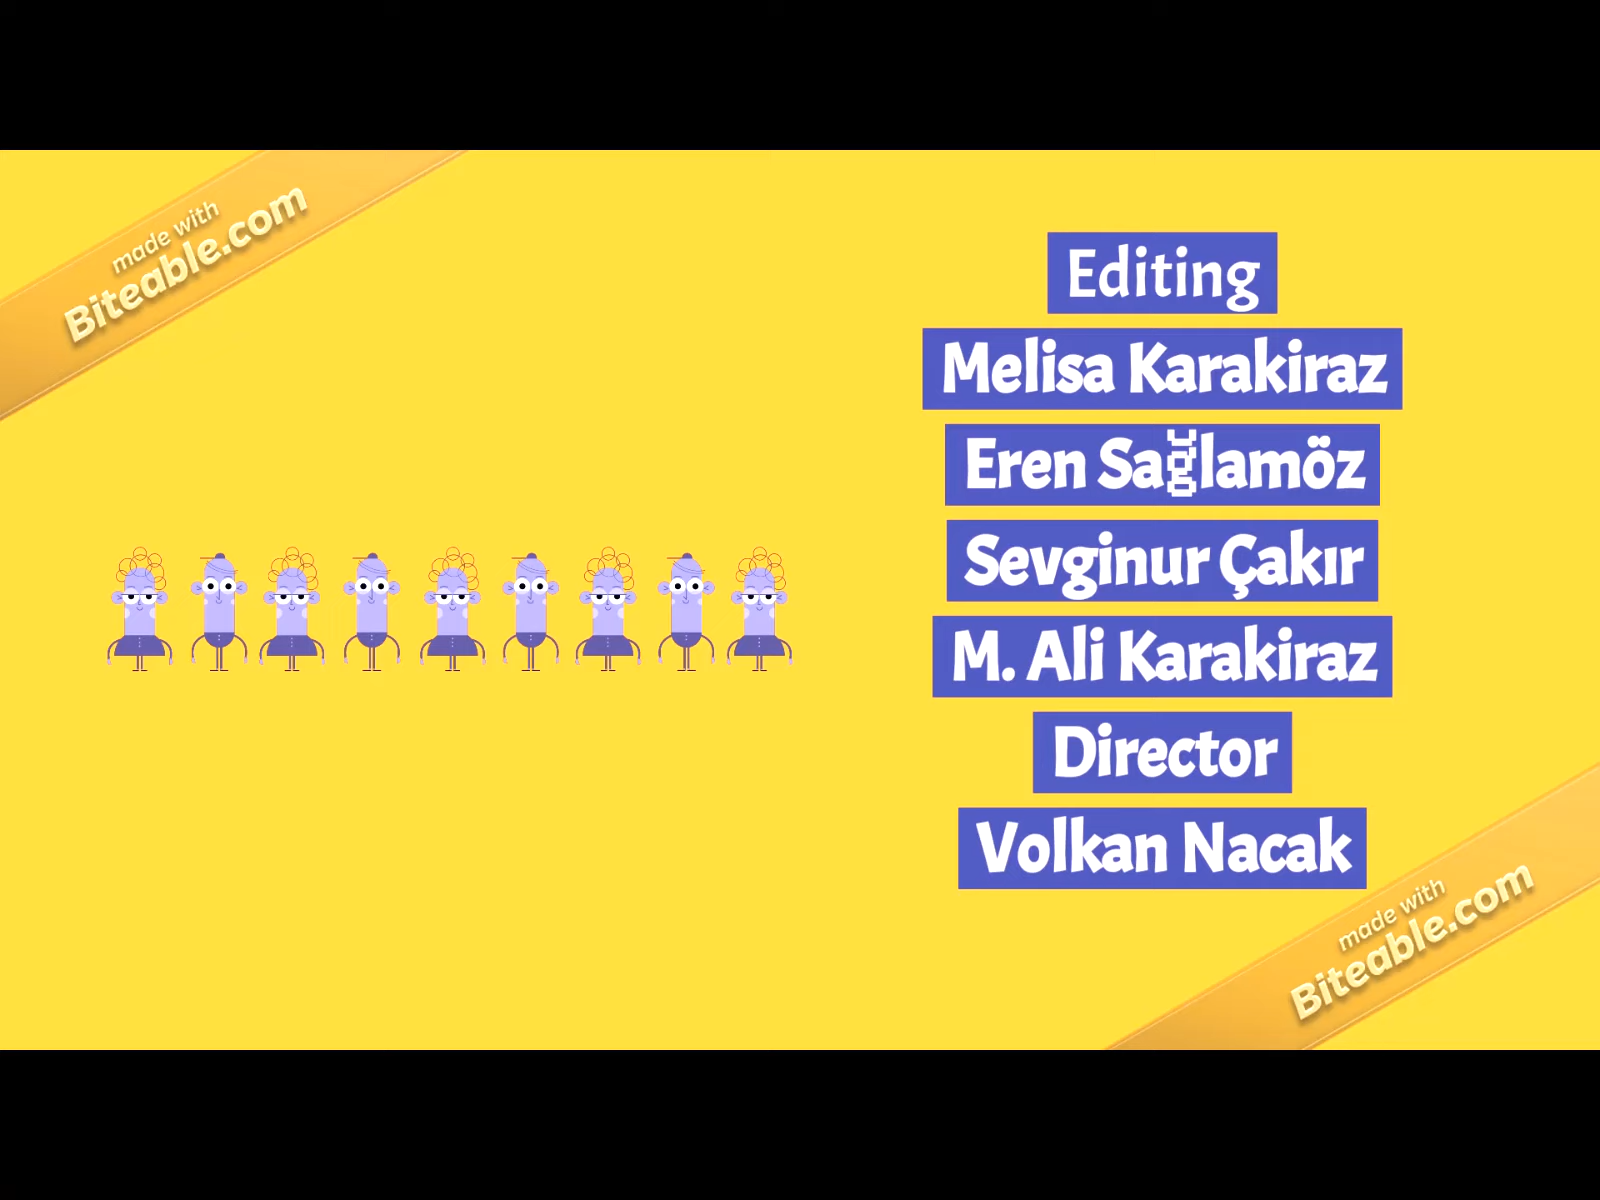 made with
Biteable.com
Editing
Melisa Karakiraz
Eren Sağlamöz
Sevginur Çakır
M. Ali Karakiraz
Director
Volkan Nacak
made with
Biteable.com